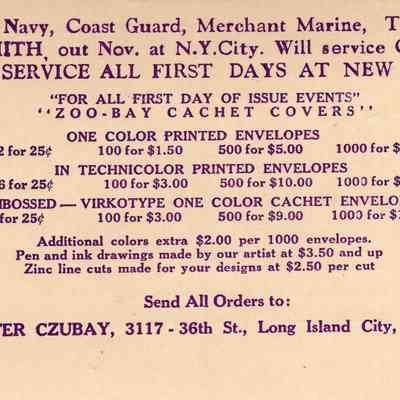 Navy, Coast Guard, Merchant Marine, T
ITH, out Nov. at N.Y.City. Will service
SERVICE ALL FIRST DAYS AT NEW
"FOR ALL FIRST DAY OF ISSUE EVENTS"
"ZOO-BAY CACHET COVERS"
ONE COLOR PRINTED ENVELOPES
2 for 25¢ 100 for $1.50 500 for $5.00 1000 for $
IN TECHNICOLOR PRINTED ENVELOPES
6 for 25¢ 100 for $3.00 500 for $10.00 1000 for $
BOSSED — VIRKOTYPE ONE COLOR CACHET ENVELO
for 25¢ 100 for $3.00 500 for $9.00 1000 for $1
Additional colors extra $2.00 per 1000 envelopes.
Pen and ink drawings made by our artist at $3.50 and up
Zinc line cuts made for your designs at $2.50 per cut
Send All Orders to:
TER CZUBAY, 3117 - 36th St., Long Island City,